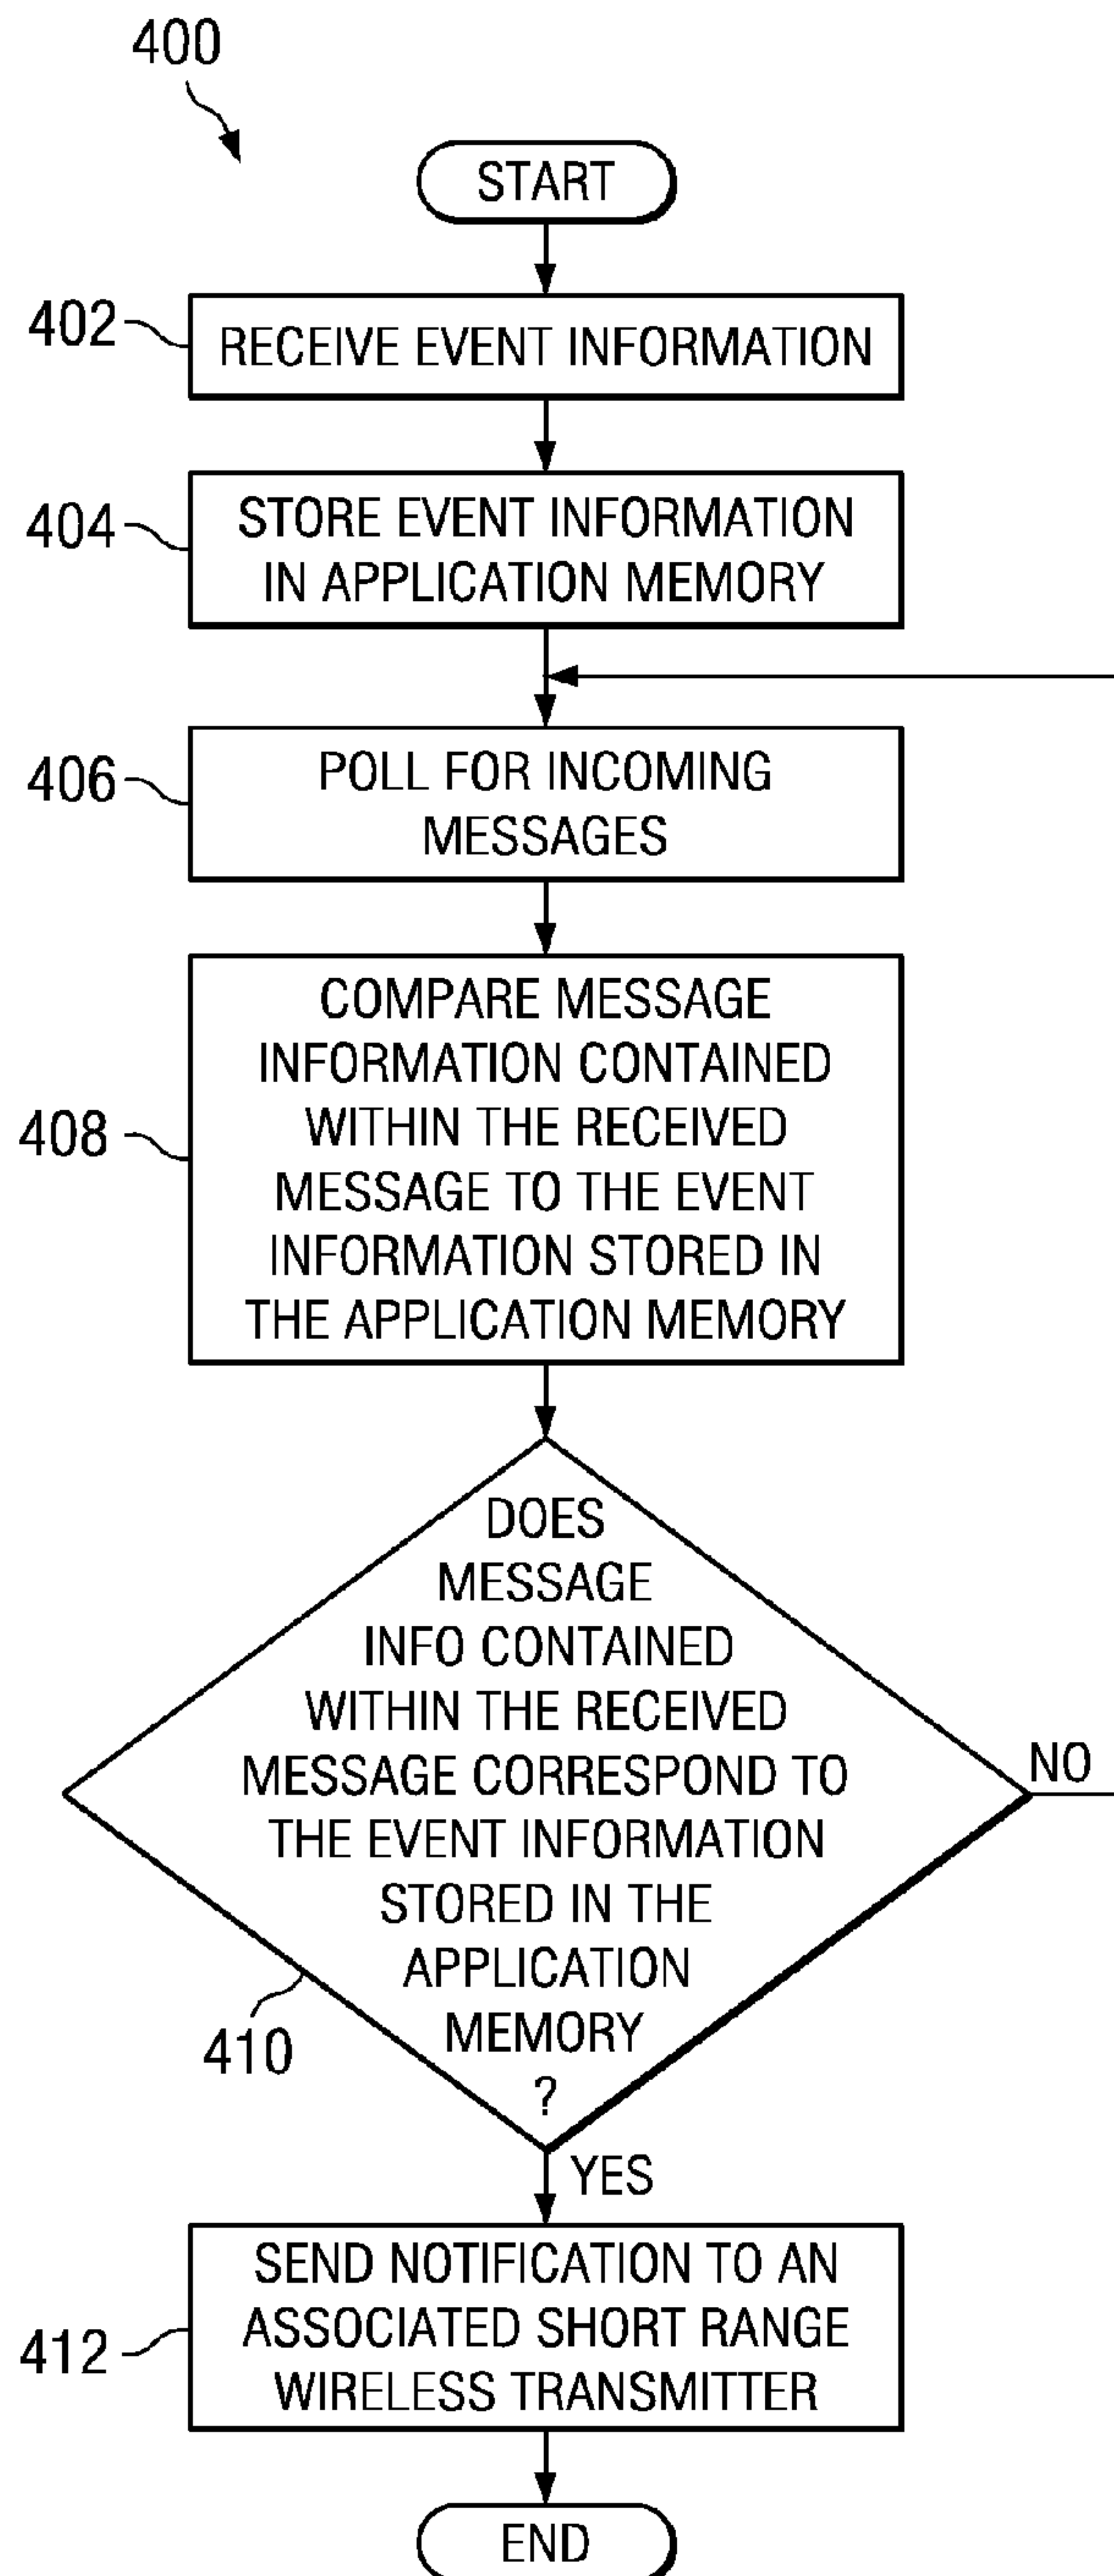 400
START
402
RECEIVE EVENT INFORMATION
404
STORE EVENT INFORMATION
IN APPLICATION MEMORY
406
POLL FOR INCOMING
MESSAGES
408
COMPARE MESSAGE
INFORMATION CONTAINED
WITHIN THE RECEIVED
MESSAGE TO THE EVENT
INFORMATION STORED IN
THE APPLICATION MEMORY
DOES
MESSAGE
INFO CONTAINED
WITHIN THE RECEIVED
MESSAGE CORRESPOND TO
THE EVENT INFORMATION
STORED IN THE
APPLICATION
MEMORY
?
NO
410
YES
412
SEND NOTIFICATION TO AN
ASSOCIATED SHORT RANGE
WIRELESS TRANSMITTER
END